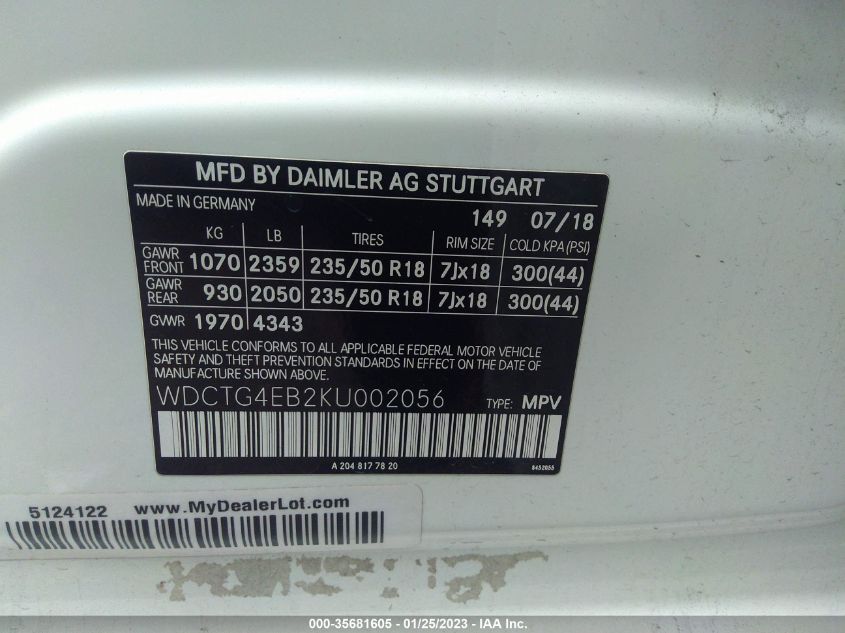 MFD BY DAIMLER AG STUTTGART
MADE IN GERMANY
149 07/18
KG LB TIRES RIM SIZE COLD KPA (PSI)
GAWR FRONT 1070 2359 235/50 R18 7Jx18 300(44)
GAWR REAR 930 2050 235/50 R18 7Jx18 300(44)
GVWR 1970 4343
THIS VEHICLE CONFORMS TO ALL APPLICABLE FEDERAL MOTOR VEHICLE
SAFETY AND THEFT PREVENTION STANDARDS IN EFFECT ON THE DATE OF
MANUFACTURE SHOWN ABOVE.
WDCTG4EB2KU002056 TYPE: MPV
A 204 817 78 20
5124122 www.MyDealerLot.com
000-35681605 - 01/25/2023 - IAA Inc.